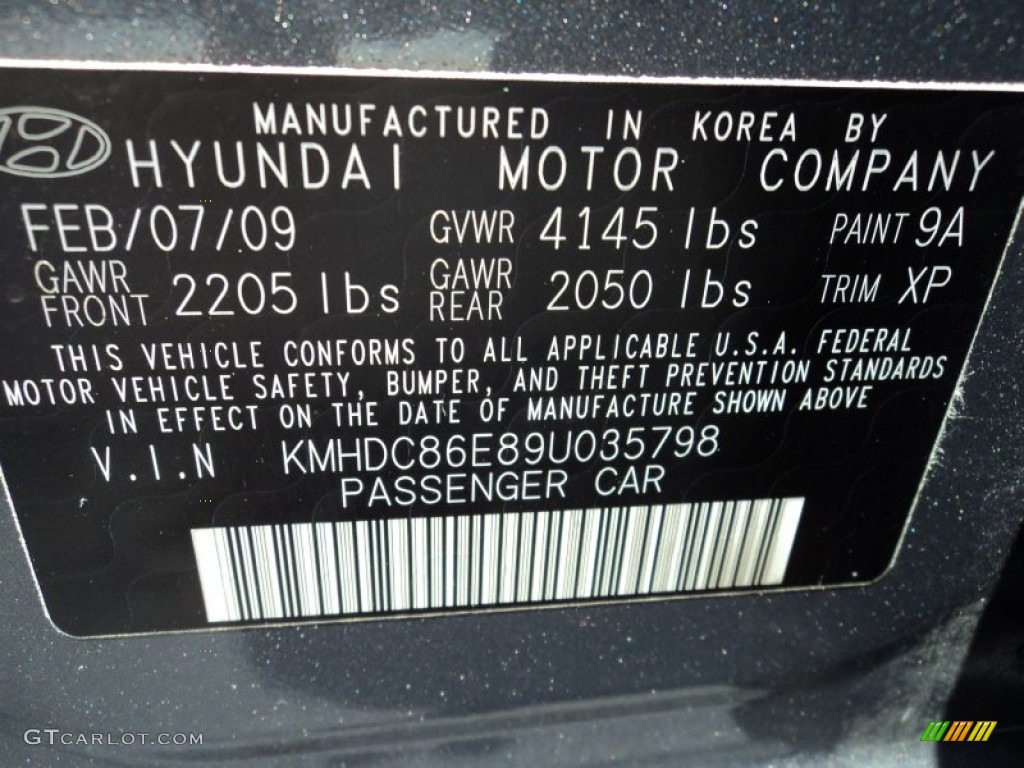 MANUFACTURED IN KOREA BY
HYUNDAI MOTOR COMPANY
FEB/07/09 GVWR 4145 lbs PAINT 9A
GAWR FRONT 2205 lbs GAWR REAR 2050 lbs TRIM XP
THIS VEHICLE CONFORMS TO ALL APPLICABLE U.S.A. FEDERAL
MOTOR VEHICLE SAFETY, BUMPER, AND THEFT PREVENTION STANDARDS
IN EFFECT ON THE DATE OF MANUFACTURE SHOWN ABOVE
V.I.N KMHDC86E89U035798
PASSENGER CAR
GTCARLOT.COM